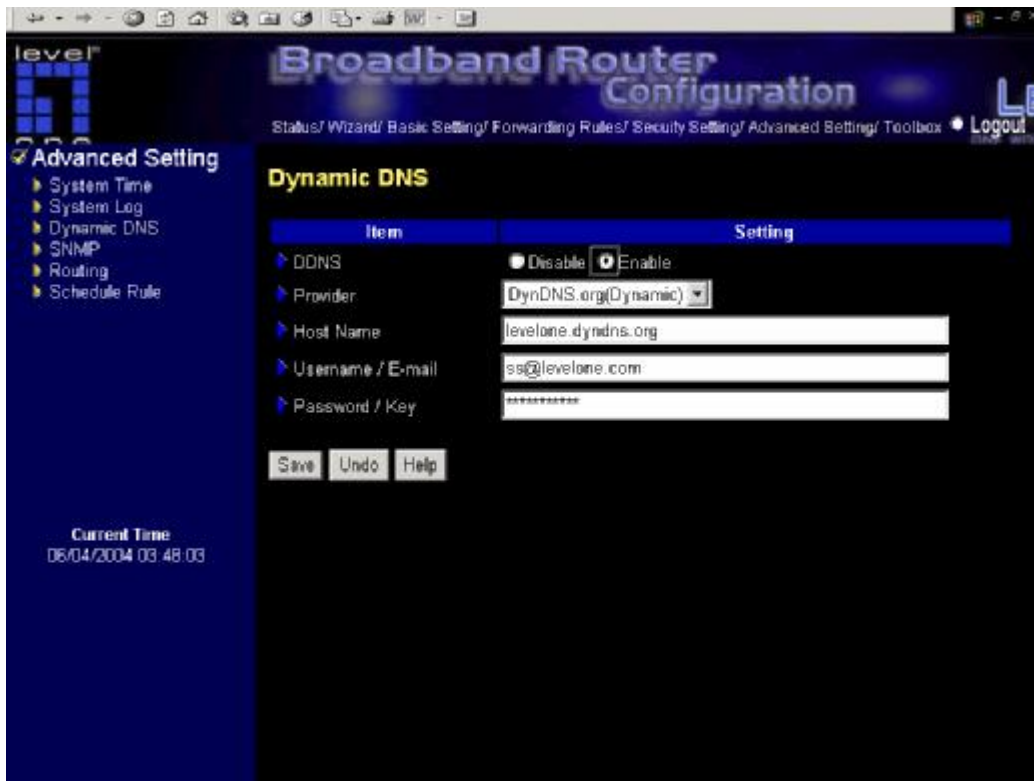 level
Broadband Router
Configuration
Status/ Wizard/ Basic Setting/ Forwarding Rules/ Secuity Setting/ Advanced Setting/ Toolbox Logout
Advanced Setting
System Time
System Log
Dynamic DNS
SNMP
Routing
Schedule Rule
Dynamic DNS
Item Setting
DDNS Disable Enable
Provider DynDNS.org(Dynamic)
Host Name levelone.dyndns.org
Username / E-mail ss@levelone.com
Password / Key ***********
Save Undo Help
Current Time
06/04/2004 03:48:03